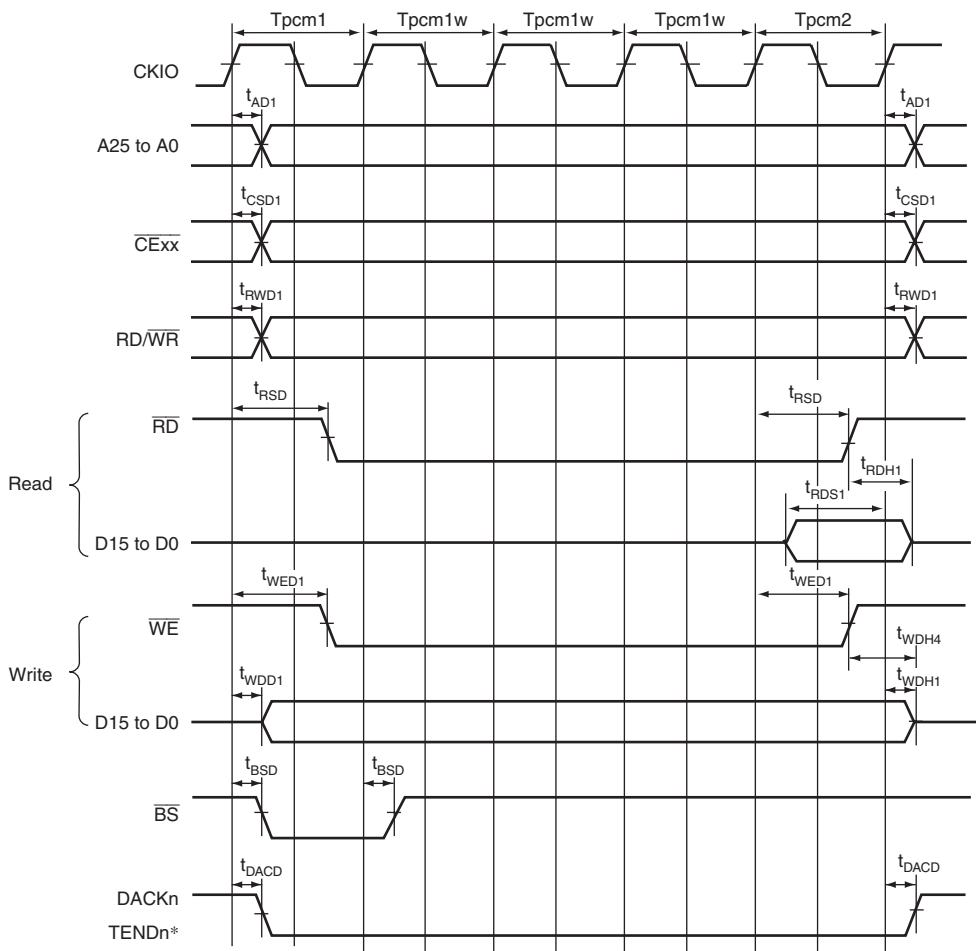 Tpcm1 Tpcm1w Tpcm1w Tpcm1w Tpcm2
CKIO
tAD1 tAD1
A25 to A0
tCSD1 tCSD1
CExx
tRWD1 tRWD1
RD/WR
tRSD tRSD
RD
tRDH1
Read
tRDS1
D15 to D0
tWED1 tWED1
WE
tWDH4
Write
tWDD1 tWDH1
D15 to D0
tBSD tBSD
BS
tDACD tDACD
DACKn
TENDn*